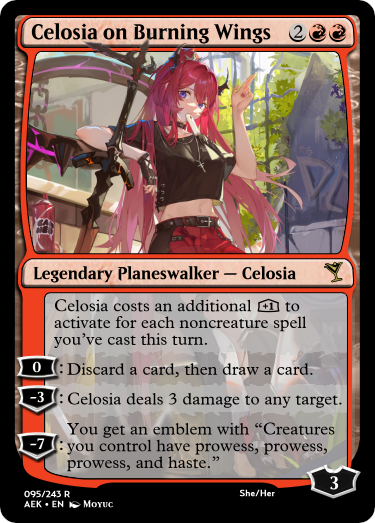 Celosia on Burning Wings 2
Legendary Planeswalker — Celosia
Celosia costs an additional +1 to
activate for each noncreature spell
you've cast this turn.
0: Discard a card, then draw a card.
-3: Celosia deals 3 damage to any target.
-7: You get an emblem with “Creatures
you control have prowess, prowess,
prowess, and haste.”
3
095/243 R
She/Her
AEK • EN Moyuc